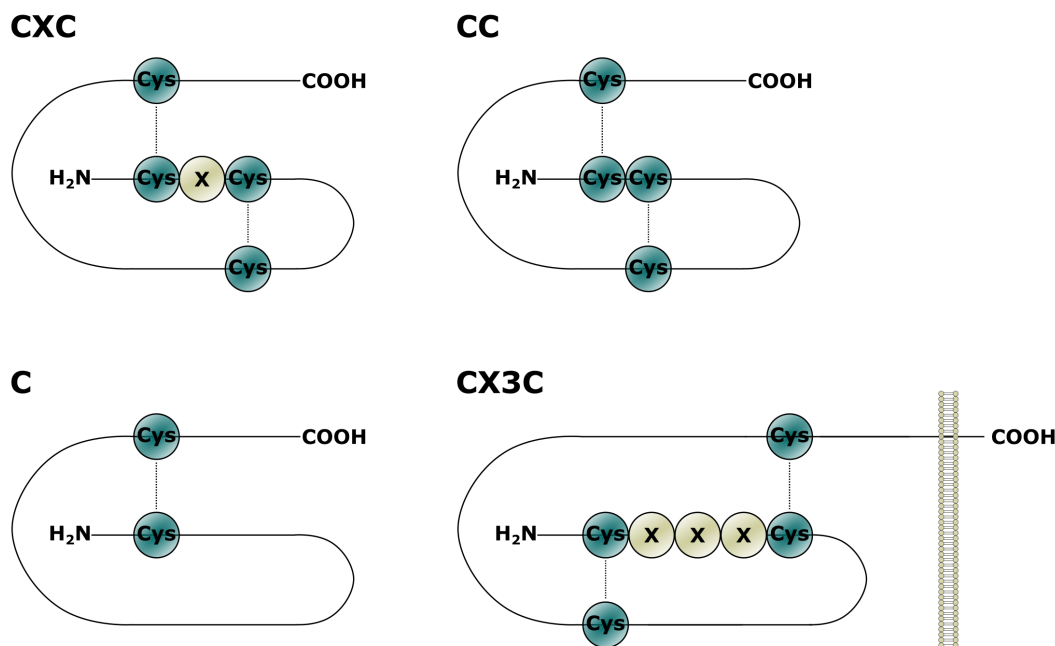 CXC
Cys COOH
H₂N Cys X Cys
Cys
CC
Cys COOH
H₂N Cys Cys
Cys
C
Cys COOH
H₂N Cys
CX3C
Cys COOH
H₂N Cys X X X Cys
Cys